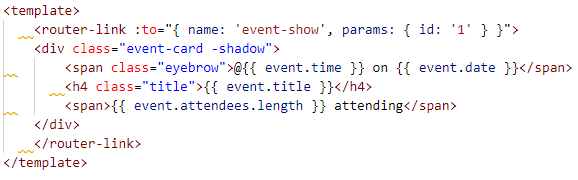 <template>
    <router-link :to="{ name: 'event-show', params: { id: '1' } }">
    <div class="event-card -shadow">
        <span class="eyebrow">@{{ event.time }} on {{ event.date }}</span>
        <h4 class="title">{{ event.title }}</h4>
        <span>{{ event.attendees.length }} attending</span>
    </div>
    </router-link>
</template>